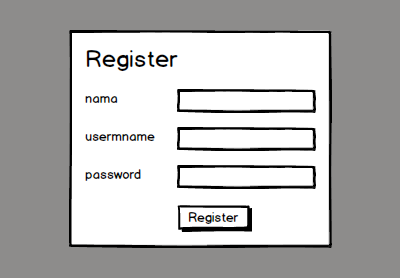 Register
nama
usermname
password
Register